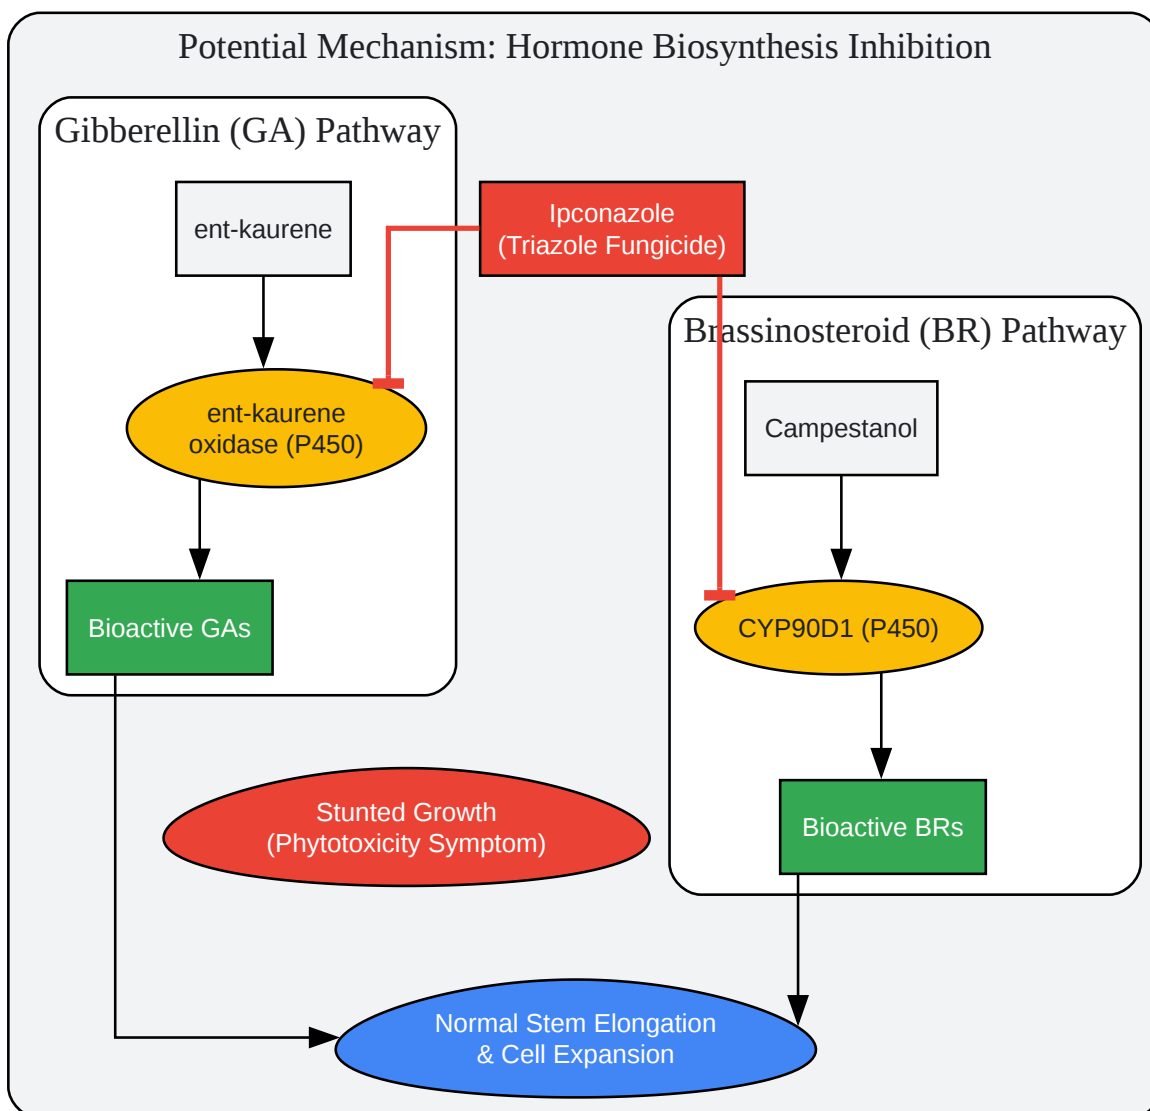 Potential Mechanism: Hormone Biosynthesis Inhibition
Gibberellin (GA) Pathway
ent-kaurene
Ipconazole
(Triazole Fungicide)
Brassinosteroid (BR) Pathway
ent-kaurene
oxidase (P450)
Campestanol
Bioactive GAs
CYP90D1 (P450)
Stunted Growth
(Phytotoxicity Symptom)
Bioactive BRs
Normal Stem Elongation
& Cell Expansion